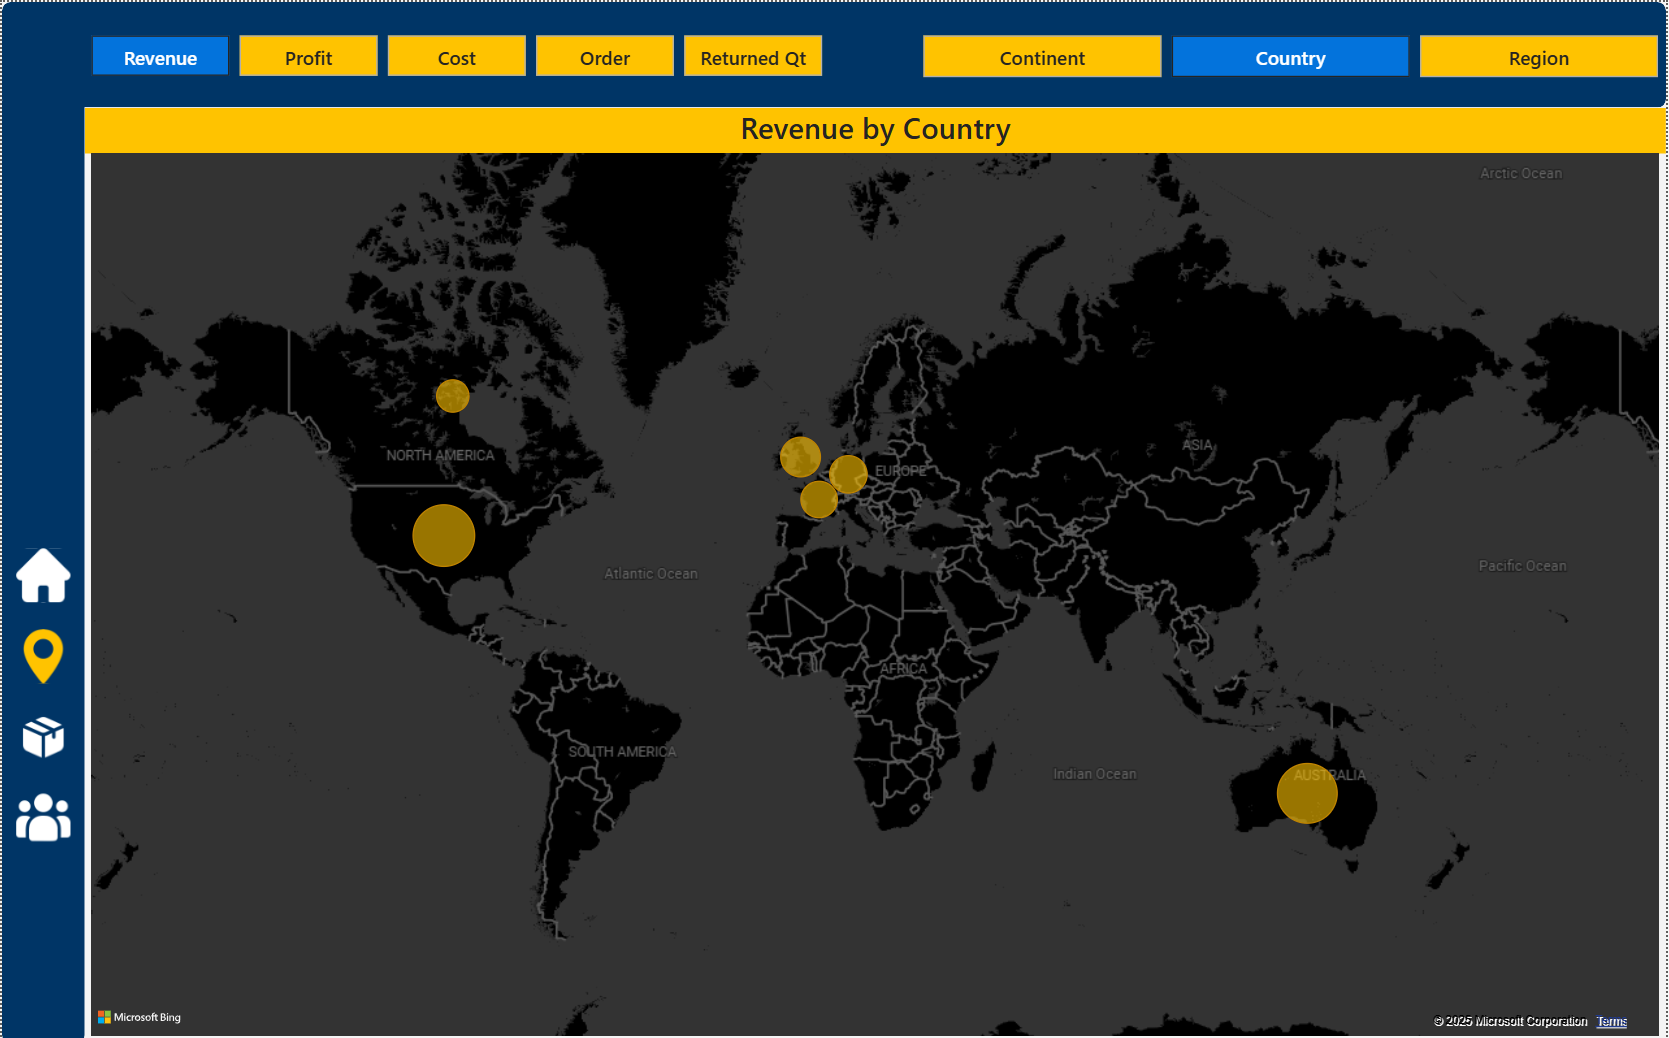 Revenue Profit Cost Order Returned Qt Continent Country Region
Revenue by Country
Arctic Ocean
ASIA
NORTH AMERICA
EUROPE
Pacific Ocean
Atlantic Ocean
AFRICA
SOUTH AMERICA
Indian Ocean
AUSTRALIA
Microsoft Bing
© 2025 Microsoft Corporation Terms